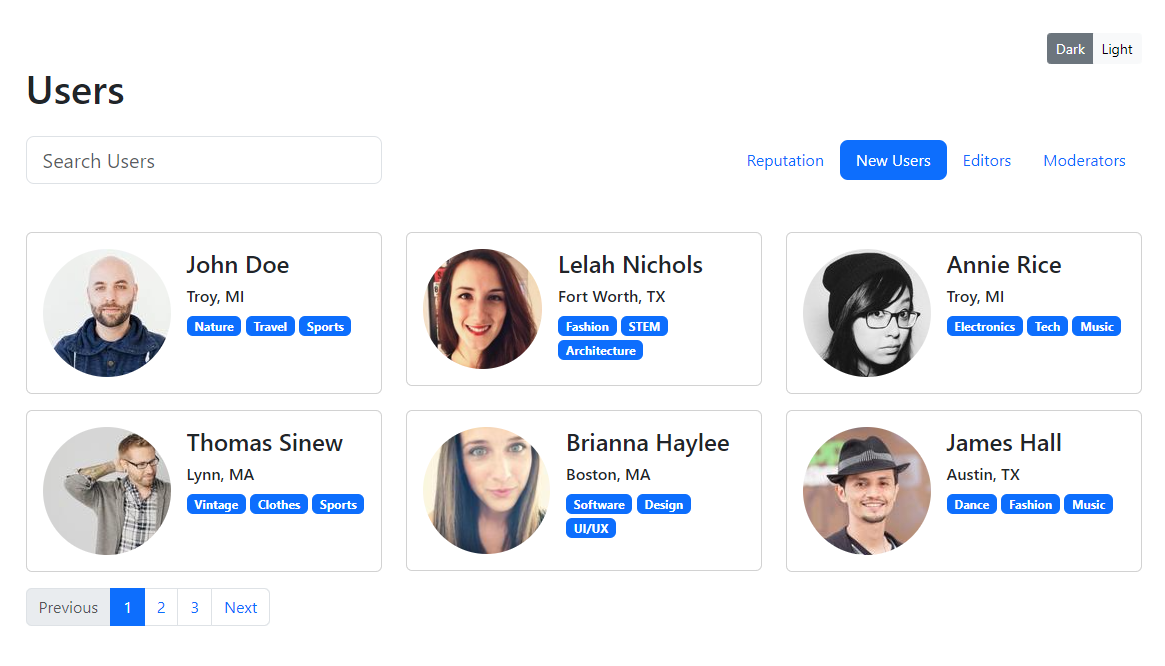 Dark Light
Users
Search Users
Reputation New Users Editors Moderators
John Doe
Troy, MI
Nature Travel Sports
Lelah Nichols
Fort Worth, TX
Fashion STEM
Architecture
Annie Rice
Troy, MI
Electronics Tech Music
Thomas Sinew
Lynn, MA
Vintage Clothes Sports
Brianna Haylee
Boston, MA
Software Design
UI/UX
James Hall
Austin, TX
Dance Fashion Music
Previous 1 2 3 Next